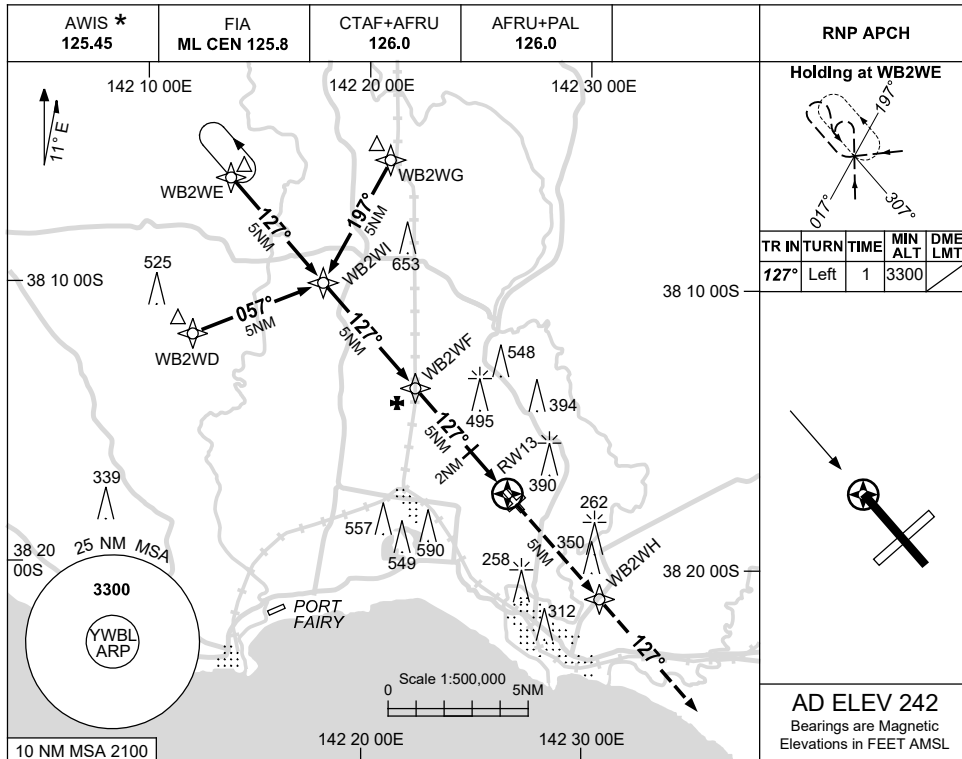 AWIS *
125.45
FIA
ML CEN 125.8
CTAF+AFRU
126.0
AFRU+PAL
126.0
RNP APCH
142 10 00E
142 20 00E
142 30 00E
11° E
WB2WE
WB2WG
127°
5NM
197°
5NM
WB2WI
653
525
38 10 00S
38 10 00S
057°
5NM
WB2WD
127°
5NM
WB2WF
548
495
394
127°
5NM
2NM
RW13
390
339
262
557
549
590
350
258
5NM
WB2WH
38 20
00S
38 20 00S
312
127°
25 NM MSA
3300
YWBL
ARP
PORT
FAIRY
Scale 1:500,000
0
5NM
142 20 00E
142 30 00E
10 NM MSA 2100
Holding at WB2WE
197°
017°
307°
TR IN TURN TIME MIN ALT DME LMT
127° Left 1 3300
AD ELEV 242
Bearings are Magnetic
Elevations in FEET AMSL